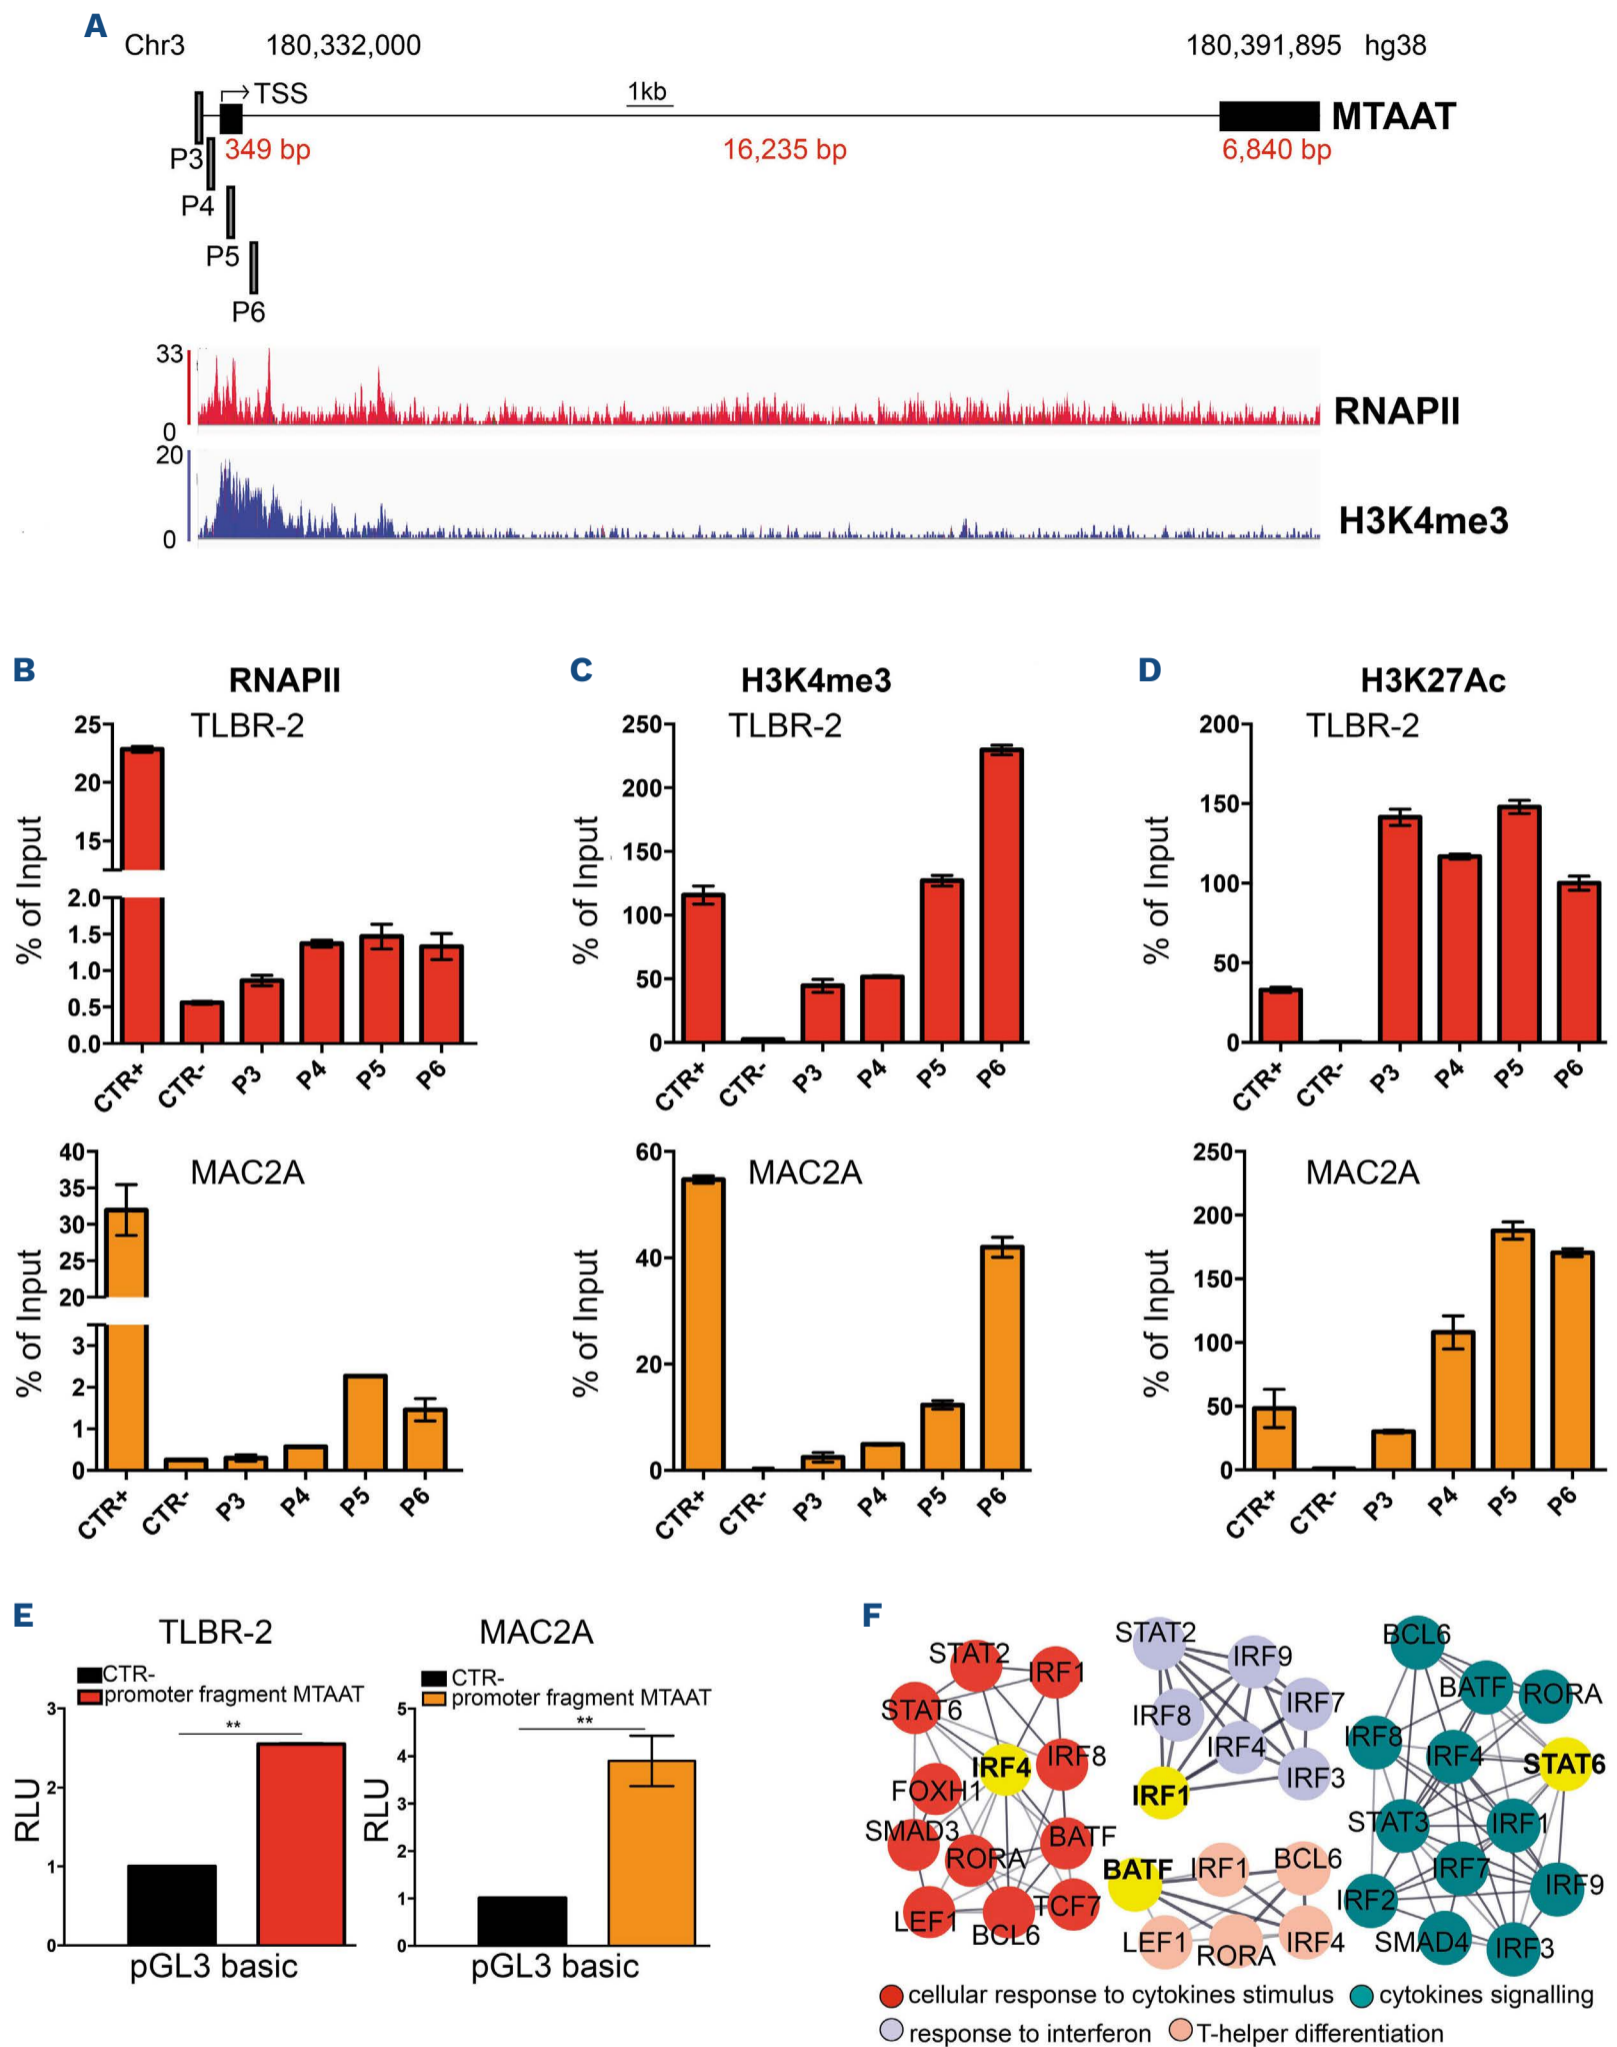 A
Chr3 180,332,000 180,391,895 hg38
TSS 1kb MTAAT
P3 349 bp 16,235 bp 6,840 bp
P4
P5
P6
33
0
RNAPII
20
0
H3K4me3
B RNAPII
TLBR-2
% of Input
25
20
15
2.0
1.5
1.0
0.5
0.0
CTR+ CTR- P3 P4 P5 P6
MAC2A
% of Input
40
35
30
25
20
3
2
1
0
CTR+ CTR- P3 P4 P5 P6
C H3K4me3
TLBR-2
% of Input
250
200
150
100
50
0
CTR+ CTR- P3 P4 P5 P6
MAC2A
% of Input
60
40
20
0
CTR+ CTR- P3 P4 P5 P6
D H3K27Ac
TLBR-2
% of Input
200
150
100
50
0
CTR+ CTR- P3 P4 P5 P6
MAC2A
% of Input
250
200
150
100
50
0
CTR+ CTR- P3 P4 P5 P6
E
TLBR-2
CTR-
promoter fragment MTAAT
**
RLU
3
2
1
0
pGL3 basic
MAC2A
CTR-
promoter fragment MTAAT
**
RLU
5
4
3
2
1
0
pGL3 basic
F
STAT2
IRF1
STAT6
IRF4
IRF8
FOXH1
SMAD3
RORA
BATF
LEF1
BCL6
TCF7
STAT2
IRF9
IRF8
IRF7
IRF4
IRF3
IRF1
BATF
IRF1
BCL6
LEF1
RORA
IRF4
BCL6
BATF
RORA
IRF8
IRF4
STAT6
STAT3
IRF1
IRF7
IRF2
IRF9
SMAD4
IRF3
cellular response to cytokines stimulus
cytokines signalling
response to interferon
T-helper differentiation